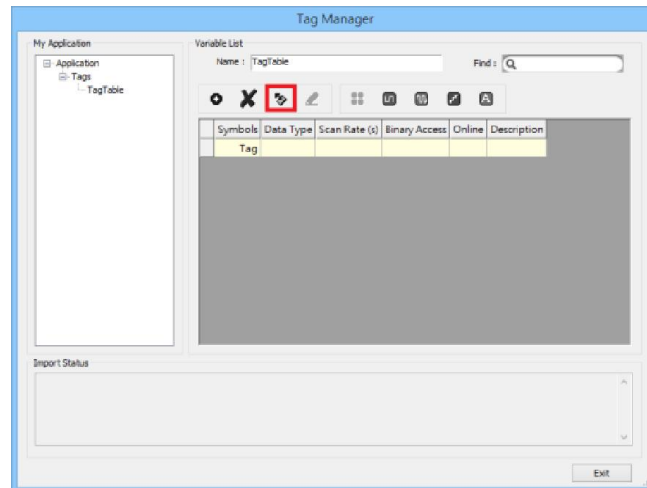 Tag Manager
My Application
Application
Tags
TagTable
Variable List
Name : TagTable
Find :
Symbols Data Type Scan Rate (s) Binary Access Online Description
Tag
Import Status
Exit